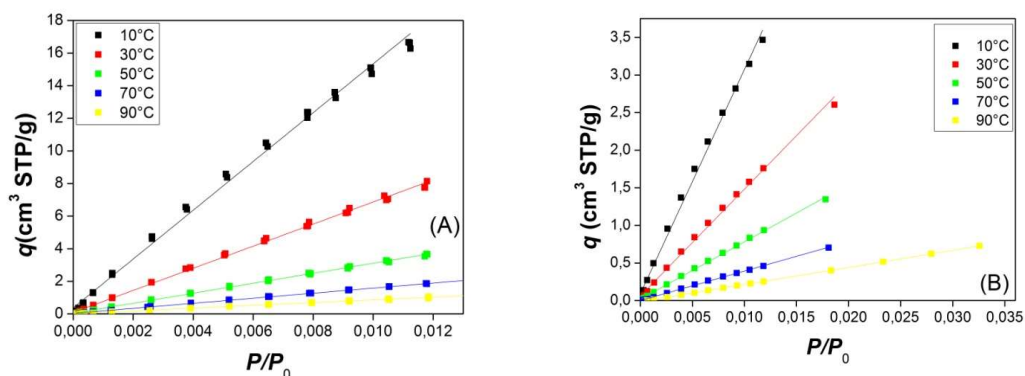 18
16
14
12
10
8
6
4
2
0
q(cm³ STP/g)
10°C
30°C
50°C
70°C
90°C
(A)
0,000 0,002 0,004 0,006 0,008 0,010 0,012
P/P₀
3,5
3,0
2,5
2,0
1,5
1,0
0,5
0,0
q (cm³ STP/g)
10°C
30°C
50°C
70°C
90°C
(B)
0,000 0,005 0,010 0,015 0,020 0,025 0,030 0,035
P/P₀